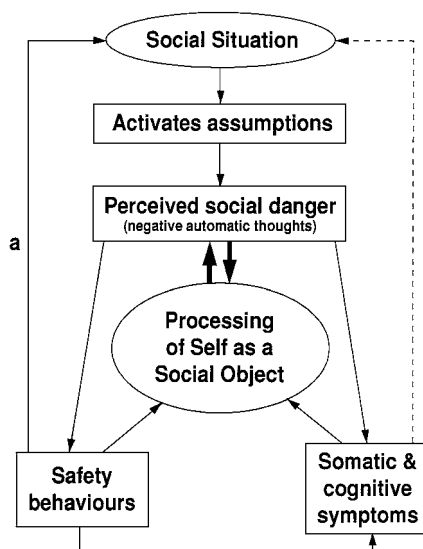 Social Situation
Activates assumptions
Perceived social danger
(negative automatic thoughts)
a
Processing
of Self as a
Social Object
Safety
behaviours
Somatic &
cognitive
symptoms